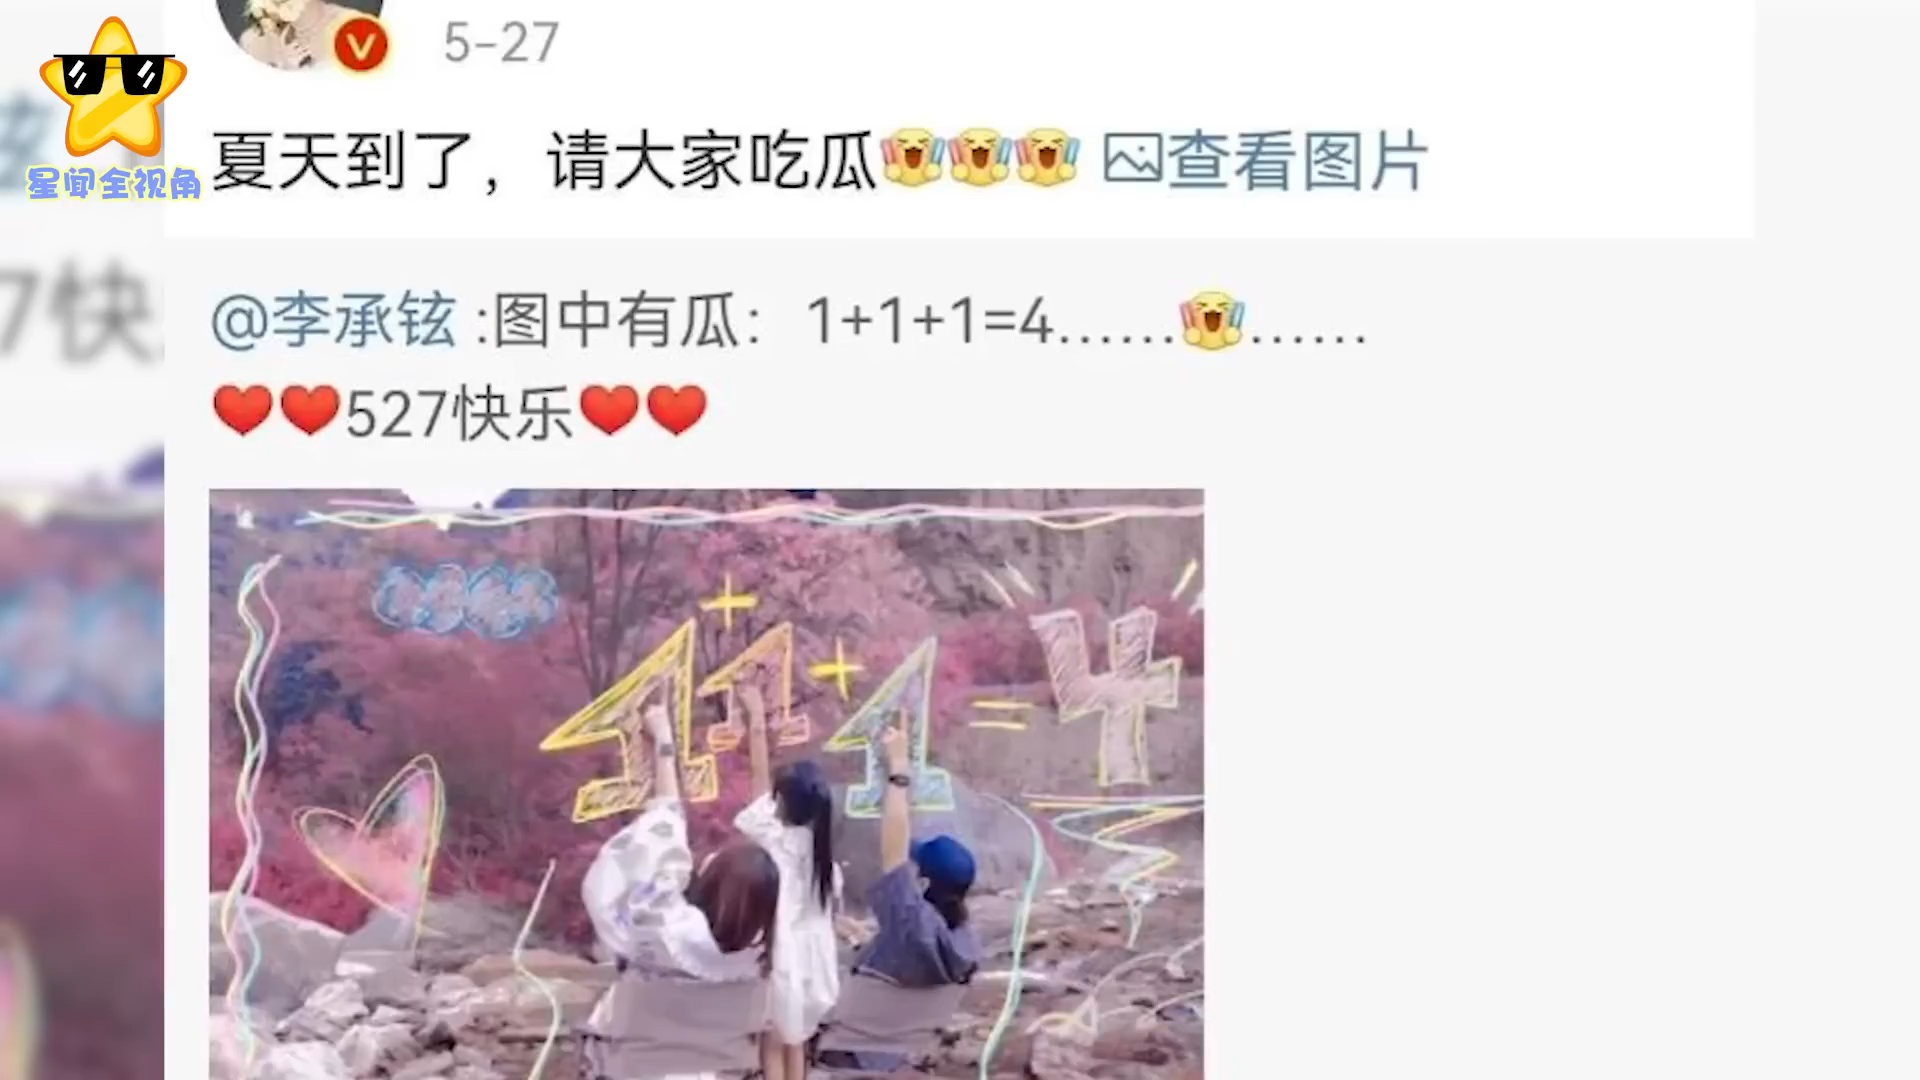 5-27
星闻全视角
夏天到了，请大家吃瓜 查看图片
@李承铉 :图中有瓜：1+1+1=4............
527快乐
1+1+1=4